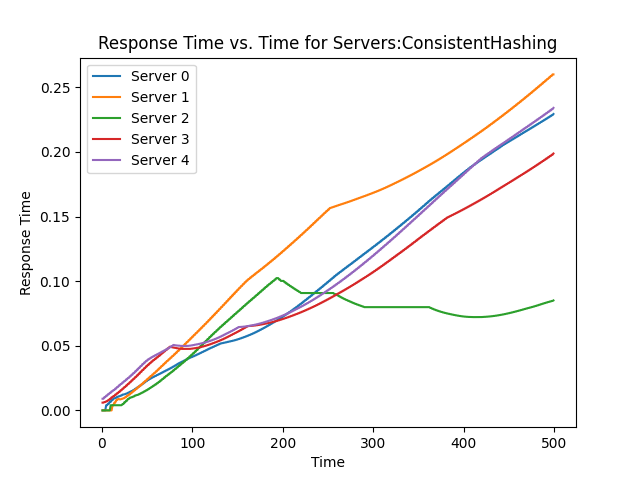 Response Time vs. Time for Servers:ConsistentHashing
Server 0
Server 1
Server 2
Server 3
Server 4
0.25
0.20
0.15
0.10
0.05
0.00
Response Time
0 100 200 300 400 500
Time